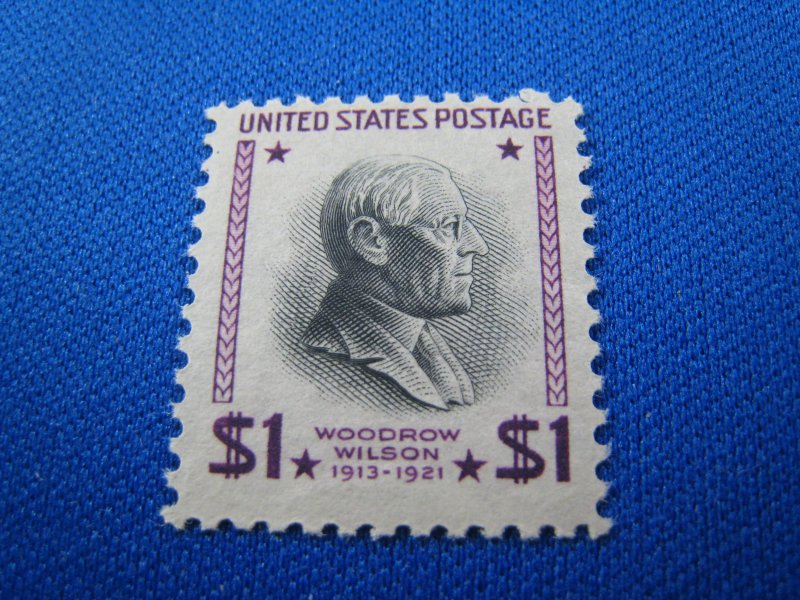 UNITED STATES POSTAGE
$1 WOODROW WILSON 1913-1921 $1